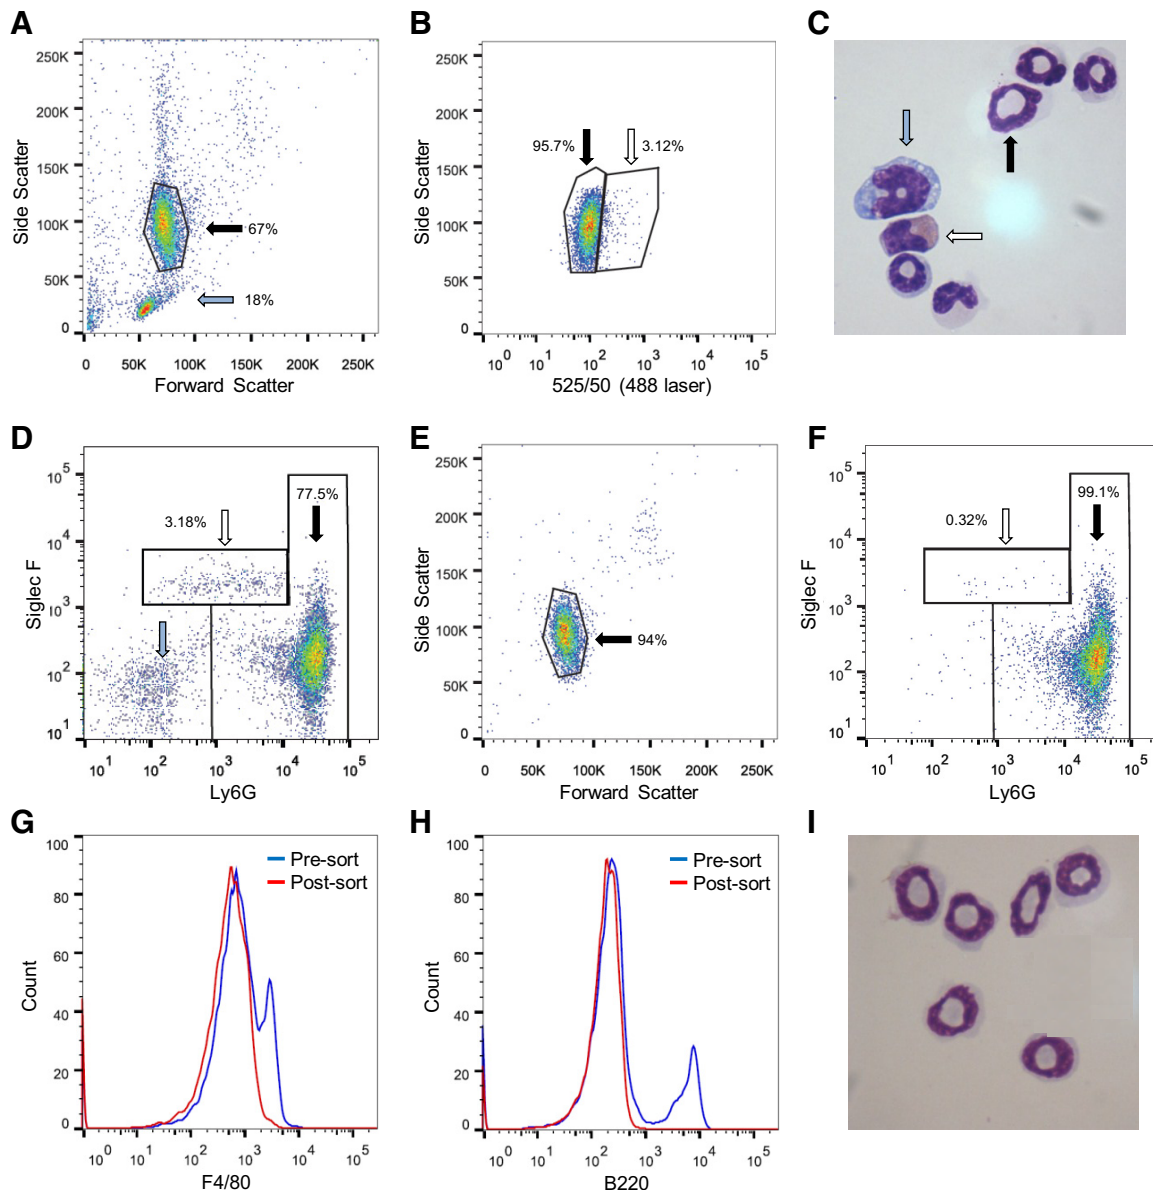 A
B
C
250K
200K
150K
100K
50K
0
Side Scatter
67%
18%
0 50K 100K 150K 200K 250K
Forward Scatter
250K
200K
150K
100K
50K
0
Side Scatter
95.7%
3.12%
10^0 10^1 10^2 10^3 10^4 10^5
525/50 (488 laser)
D
E
F
10^5
10^4
10^3
10^2
10^1
Siglec F
77.5%
3.18%
10^1 10^2 10^3 10^4 10^5
Ly6G
250K
200K
150K
100K
50K
0
Side Scatter
94%
0 50K 100K 150K 200K 250K
Forward Scatter
10^5
10^4
10^3
10^2
10^1
Siglec F
99.1%
0.32%
10^1 10^2 10^3 10^4 10^5
Ly6G
G
H
I
100
80
60
40
20
0
Count
Pre-sort
Post-sort
10^0 10^1 10^2 10^3 10^4 10^5
F4/80
100
80
60
40
20
0
Count
Pre-sort
Post-sort
10^0 10^1 10^2 10^3 10^4 10^5
B220